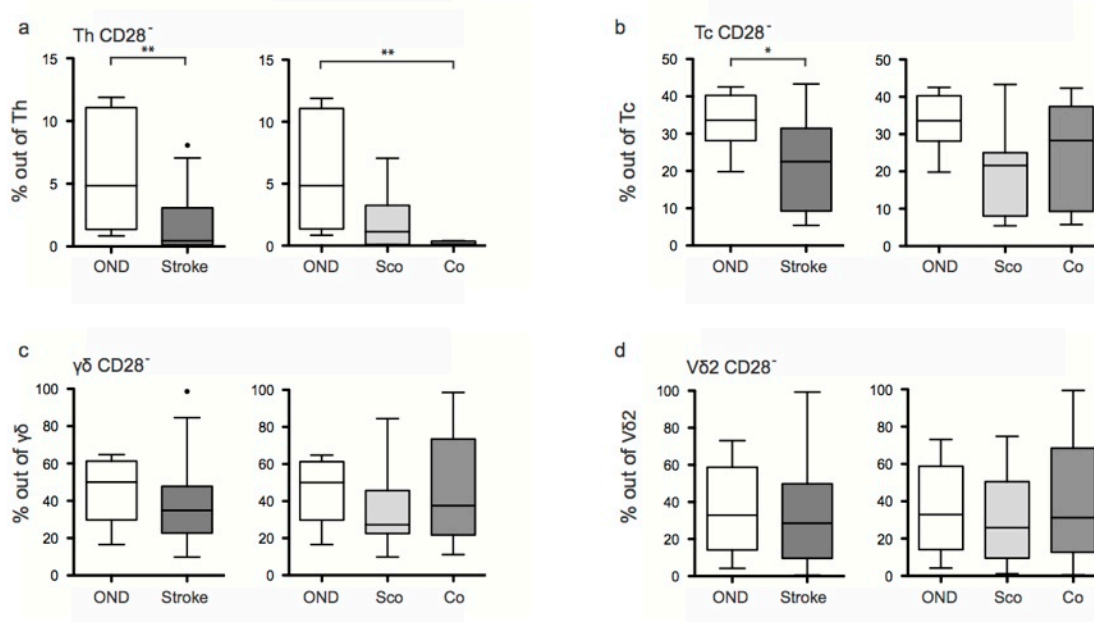 a
Th CD28⁻
% out of Th
15
10
5
0
**
OND Stroke
15
10
5
0
**
OND Sco Co
b
Tc CD28⁻
% out of Tc
50
40
30
20
10
0
*
OND Stroke
50
40
30
20
10
0
OND Sco Co
c
γδ CD28⁻
% out of γδ
100
80
60
40
20
0
OND Stroke
100
80
60
40
20
0
OND Sco Co
d
Vδ2 CD28⁻
% out of Vδ2
100
80
60
40
20
0
OND Stroke
100
80
60
40
20
0
OND Sco Co